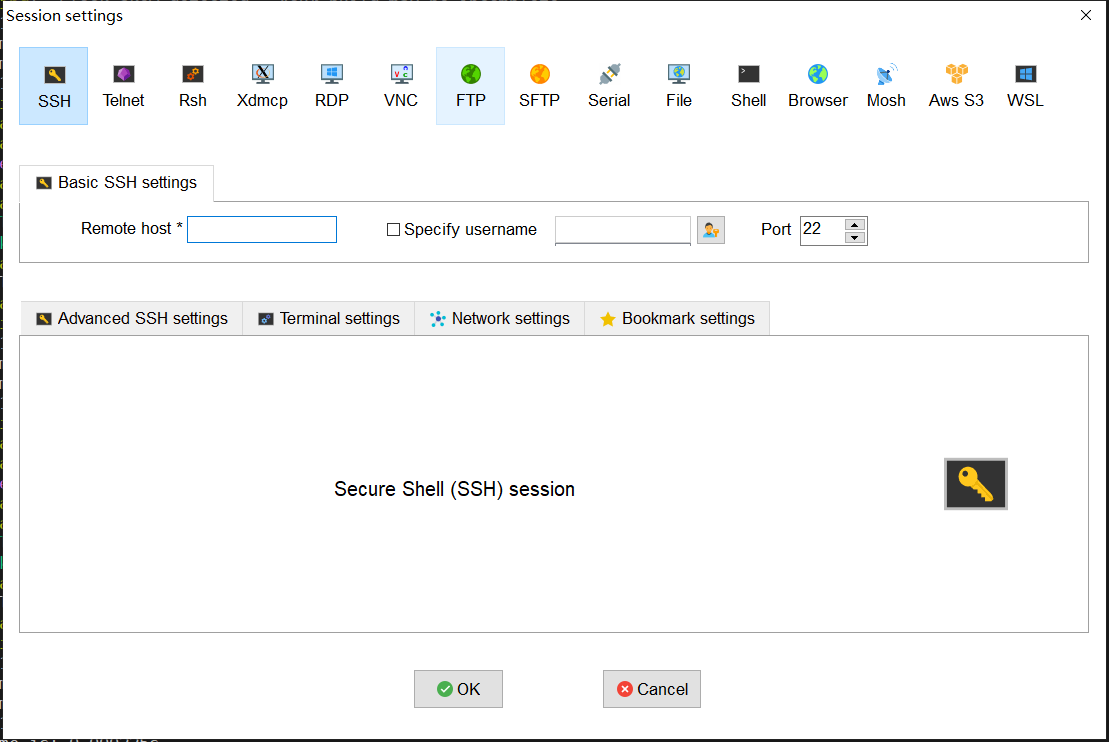 Session settings
SSH Telnet Rsh Xdmcp RDP VNC FTP SFTP Serial File Shell Browser Mosh Aws S3 WSL
Basic SSH settings
Remote host * Specify username Port 22
Advanced SSH settings Terminal settings Network settings Bookmark settings
Secure Shell (SSH) session
OK Cancel